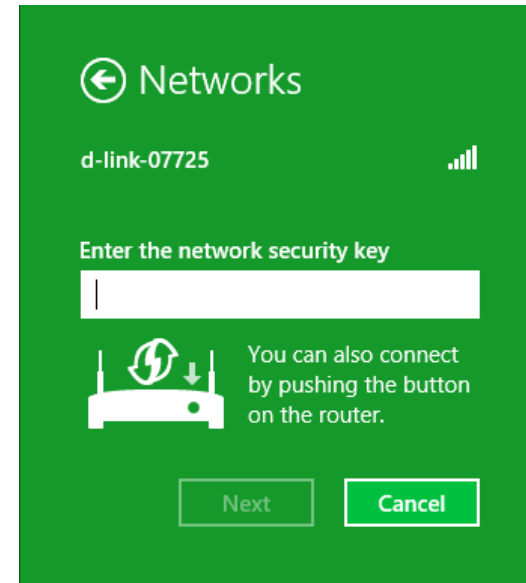 Networks
d-link-07725
Enter the network security key
You can also connect
by pushing the button
on the router.
Next
Cancel